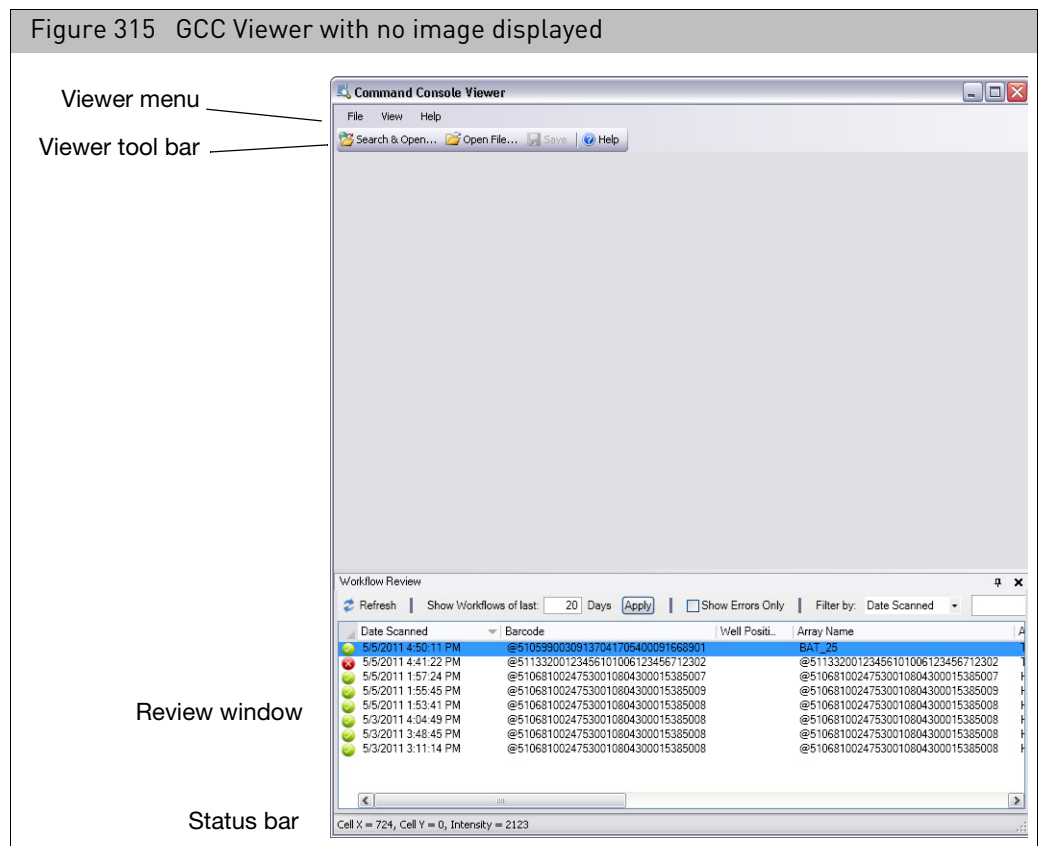 Figure 315 GCC Viewer with no image displayed
Viewer menu
Viewer tool bar
Command Console Viewer
File View Help
Search & Open... Open File... Save Help
Workflow Review
Refresh Show Workflows of last: 20 Days Apply Show Errors Only Filter by: Date Scanned
Date Scanned Barcode Well Positi... Array Name A
5/5/2011 4:50:11 PM @51059900309137041705400091668901 BAT_25 T
5/5/2011 4:41:22 PM @51133200123456101006123456712302 @51133200123456101006123456712302 T
5/5/2011 1:57:24 PM @51068100247530010804300015385007 @51068100247530010804300015385007 H
5/5/2011 1:55:45 PM @51068100247530010804300015385009 @51068100247530010804300015385009 H
5/5/2011 1:53:41 PM @51068100247530010804300015385008 @51068100247530010804300015385008 H
5/3/2011 4:04:49 PM @51068100247530010804300015385008 @51068100247530010804300015385008 H
5/3/2011 3:48:45 PM @51068100247530010804300015385008 @51068100247530010804300015385008 H
5/3/2011 3:11:14 PM @51068100247530010804300015385008 @51068100247530010804300015385008 H
Review window
Status bar
Cell X = 724, Cell Y = 0, Intensity = 2123